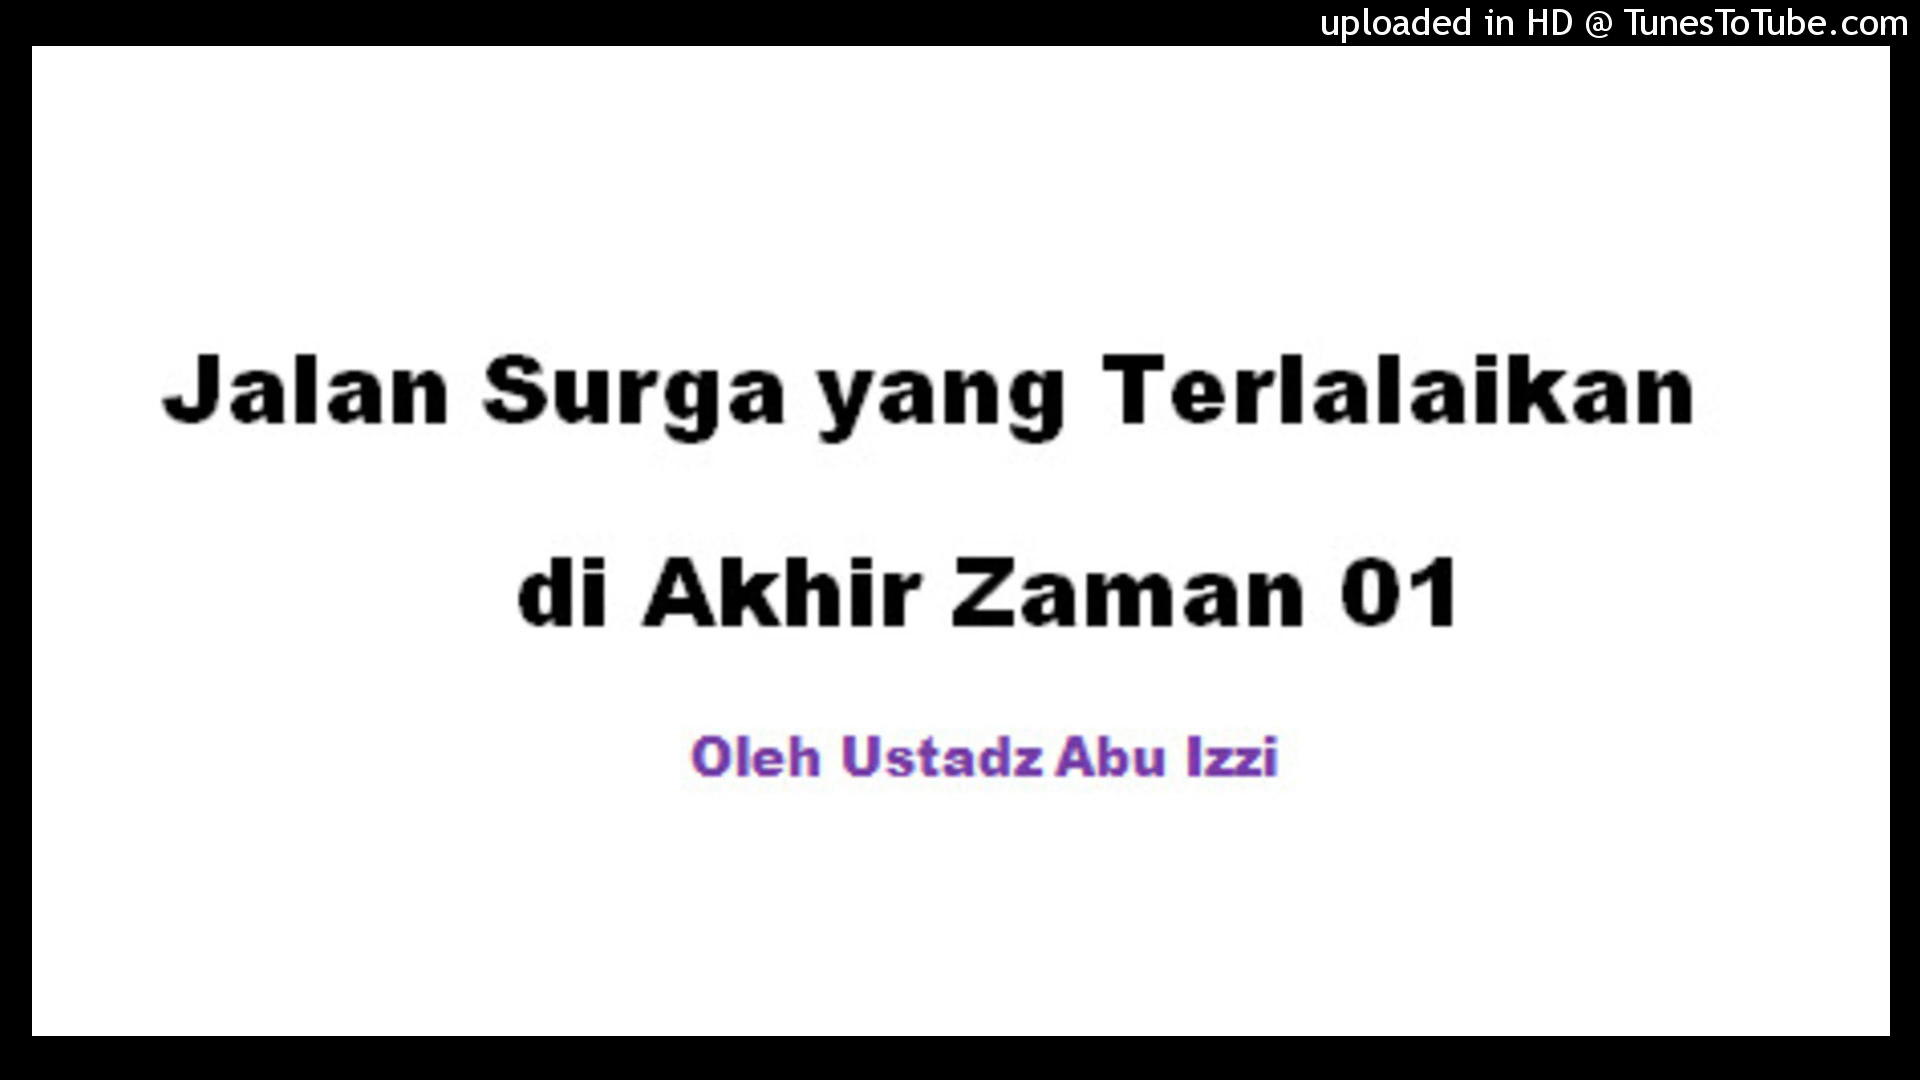 uploaded in HD @ TunesToTube.com
Jalan Surga yang Terlalaikan
di Akhir Zaman 01
Oleh Ustadz Abu Izzi